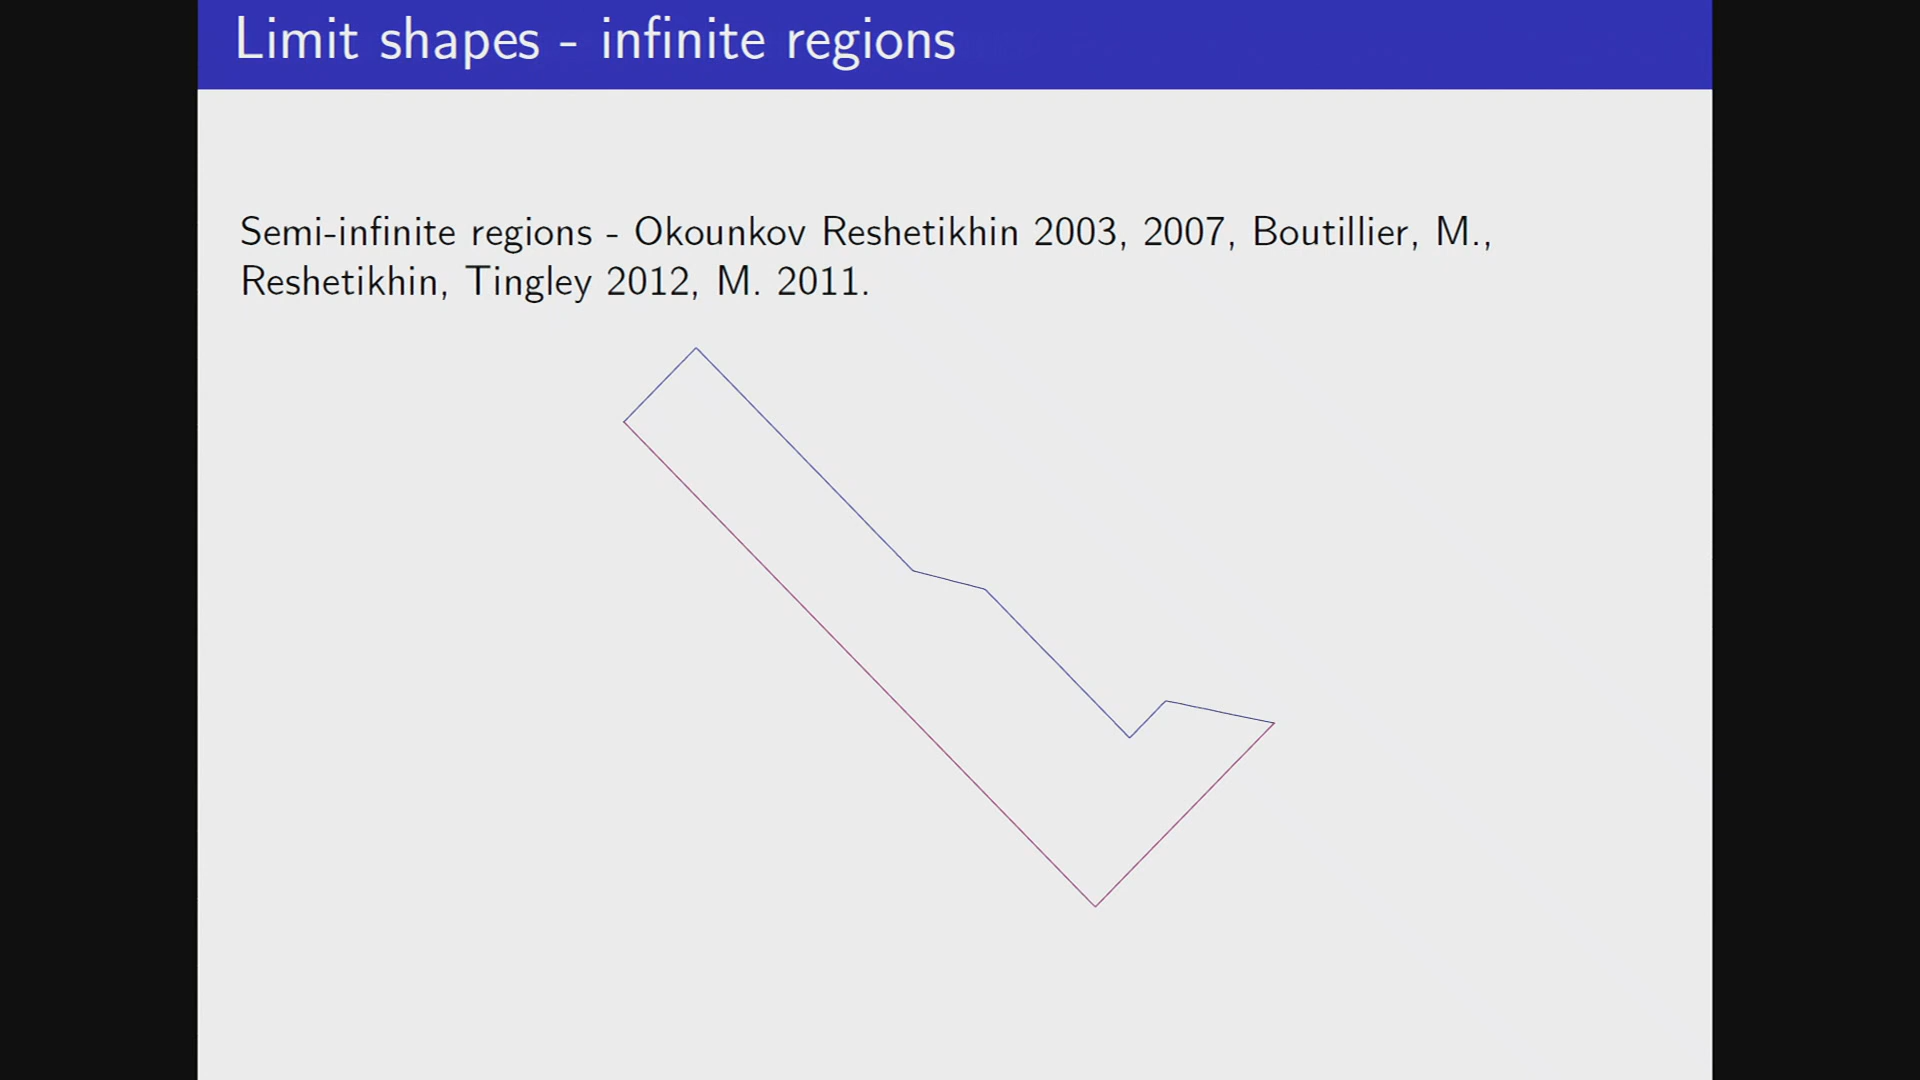 Limit shapes - infinite regions
Semi-infinite regions - Okounkov Reshetikhin 2003, 2007, Boutillier, M.,
Reshetikhin, Tingley 2012, M. 2011.